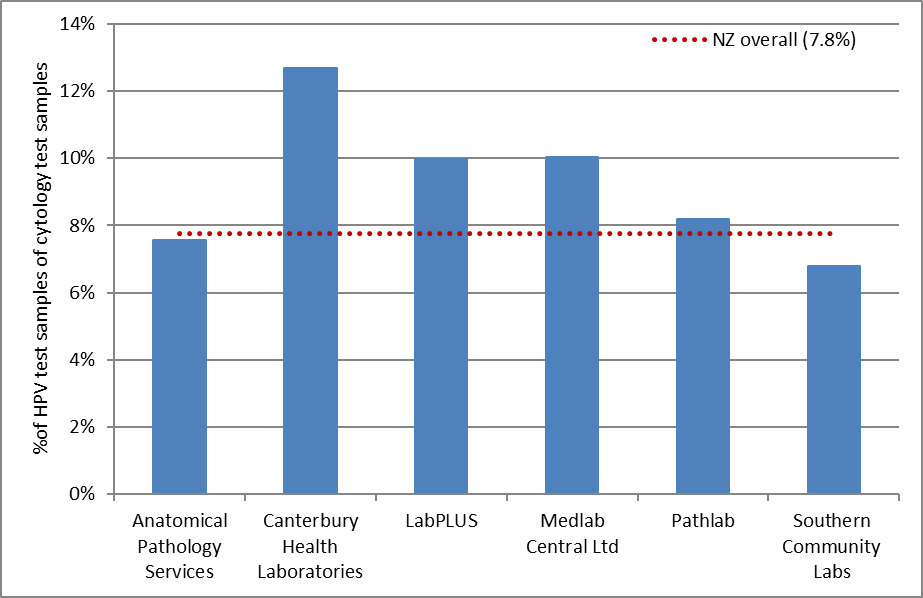 14%
NZ overall (7.8%)
12%
10%
8%
6%
4%
2%
0%
%of HPV test samples of cytology test samples
Anatomical
Pathology
Services
Canterbury
Health
Laboratories
LabPLUS
Medlab
Central Ltd
Pathlab
Southern
Community
Labs